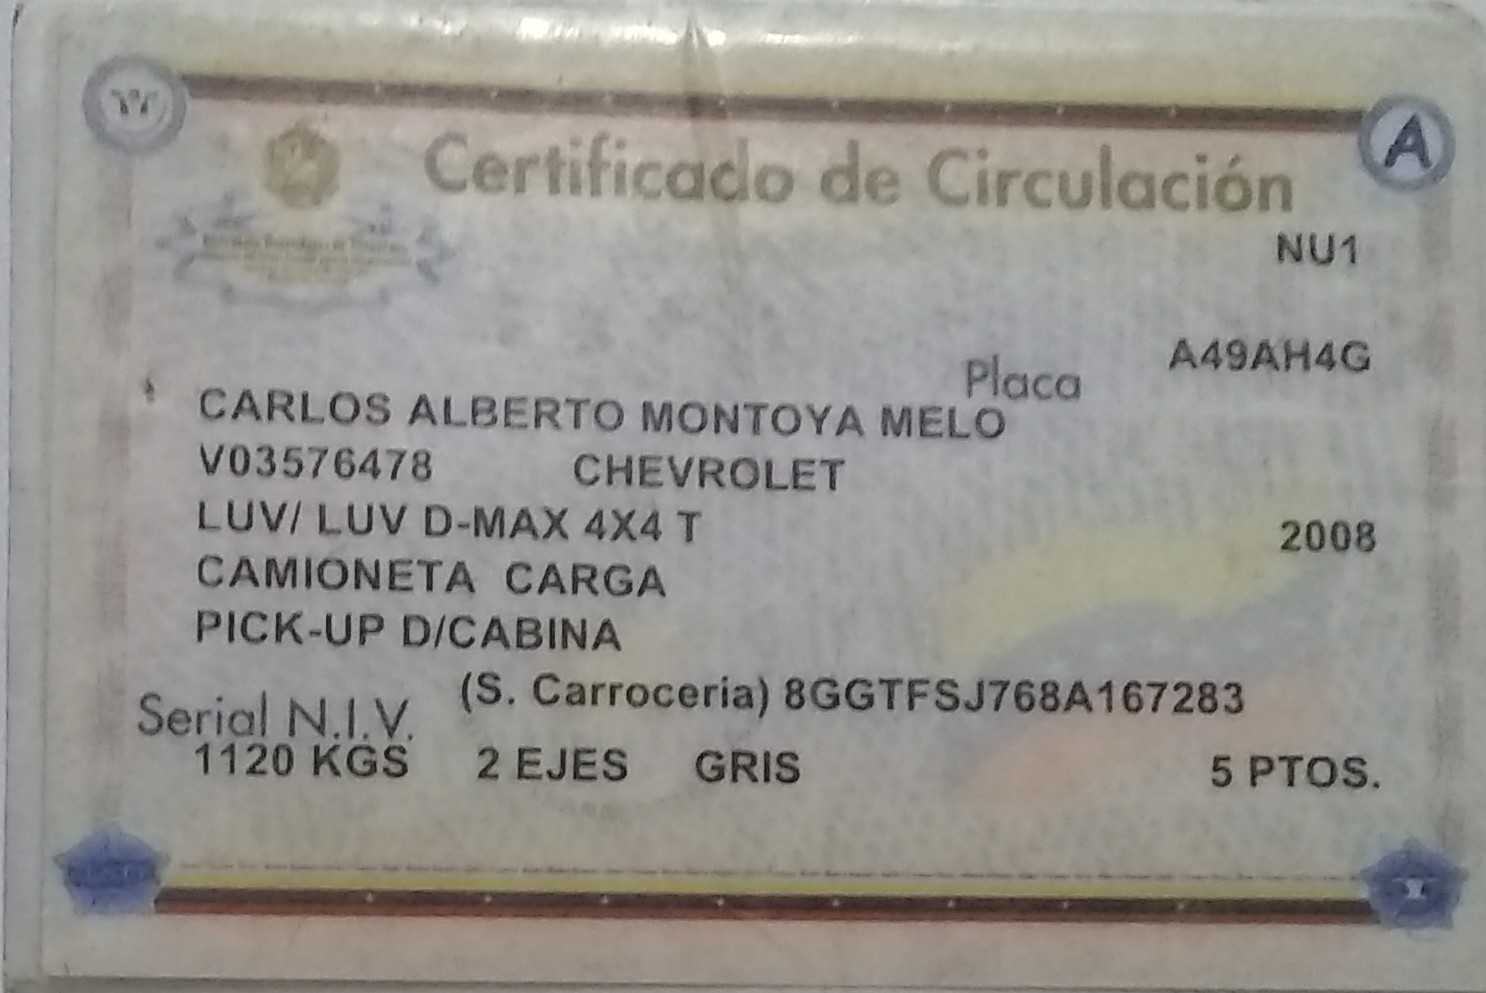 A
Certificado de Circulación
NU1
Placa A49AH4G
CARLOS ALBERTO MONTOYA MELO
V03576478 CHEVROLET
LUV/ LUV D-MAX 4X4 T 2008
CAMIONETA CARGA
PICK-UP D/CABINA
Serial N.I.V. (S. Carroceria) 8GGTFSJ768A167283
1120 KGS 2 EJES GRIS 5 PTOS.